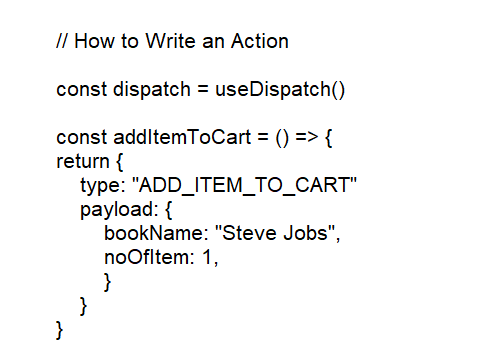 // How to Write an Action
const dispatch = useDispatch()
const addItemToCart = () => {
return {
type: "ADD_ITEM_TO_CART"
payload: {
bookName: "Steve Jobs",
noOfItem: 1,
}
}
}